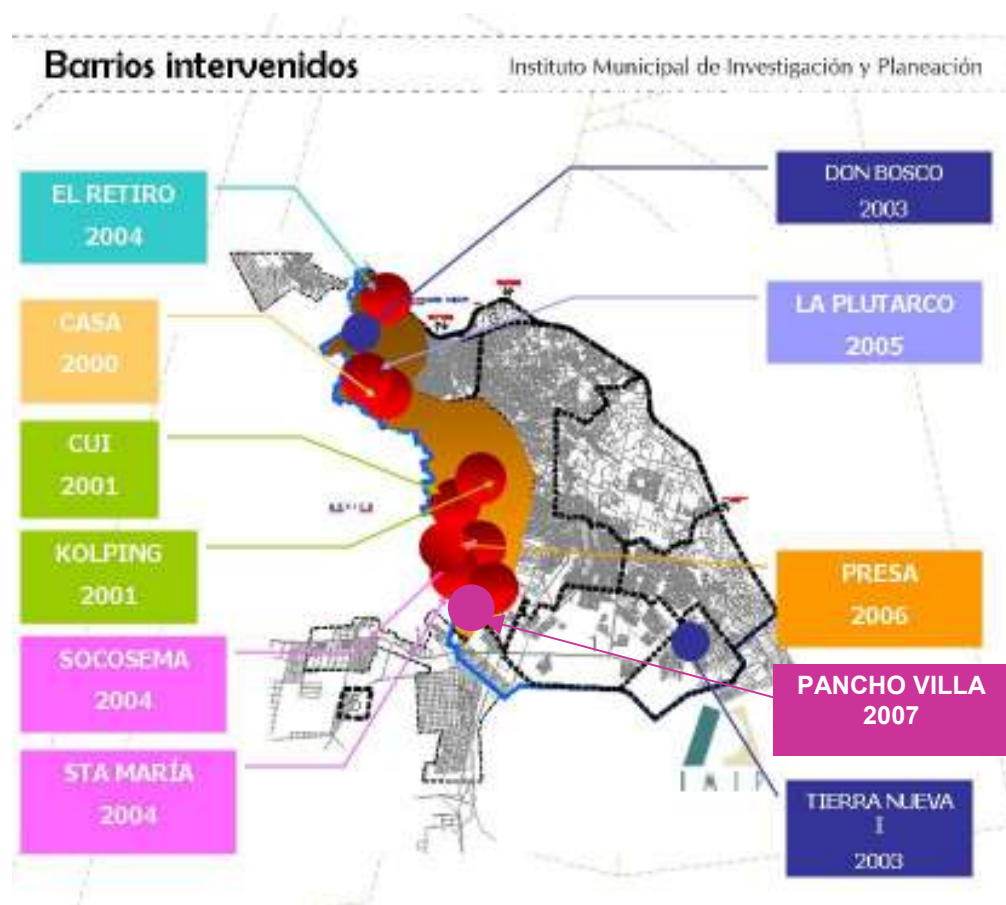 Barrios intervenidos
Instituto Municipal de Investigación y Planeación
EL RETIRO
2004
DON BOSCO
2003
CASA
2000
LA PLUTARCO
2005
CUI
2001
KOLPING
2001
PRESA
2006
SOCOSEMA
2004
PANCHO VILLA
2007
STA MARÍA
2004
TIERRA NUEVA
I
2003